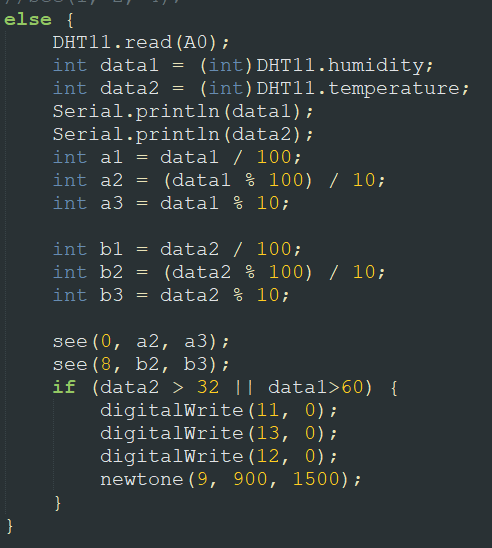 else {
    DHT11.read(A0);
    int data1 = (int)DHT11.humidity;
    int data2 = (int)DHT11.temperature;
    Serial.println(data1);
    Serial.println(data2);
    int a1 = data1 / 100;
    int a2 = (data1 % 100) / 10;
    int a3 = data1 % 10;

    int b1 = data2 / 100;
    int b2 = (data2 % 100) / 10;
    int b3 = data2 % 10;

    see(0, a2, a3);
    see(8, b2, b3);
    if (data2 > 32 || data1>60) {
        digitalWrite(11, 0);
        digitalWrite(13, 0);
        digitalWrite(12, 0);
        newtone(9, 900, 1500);
    }
}